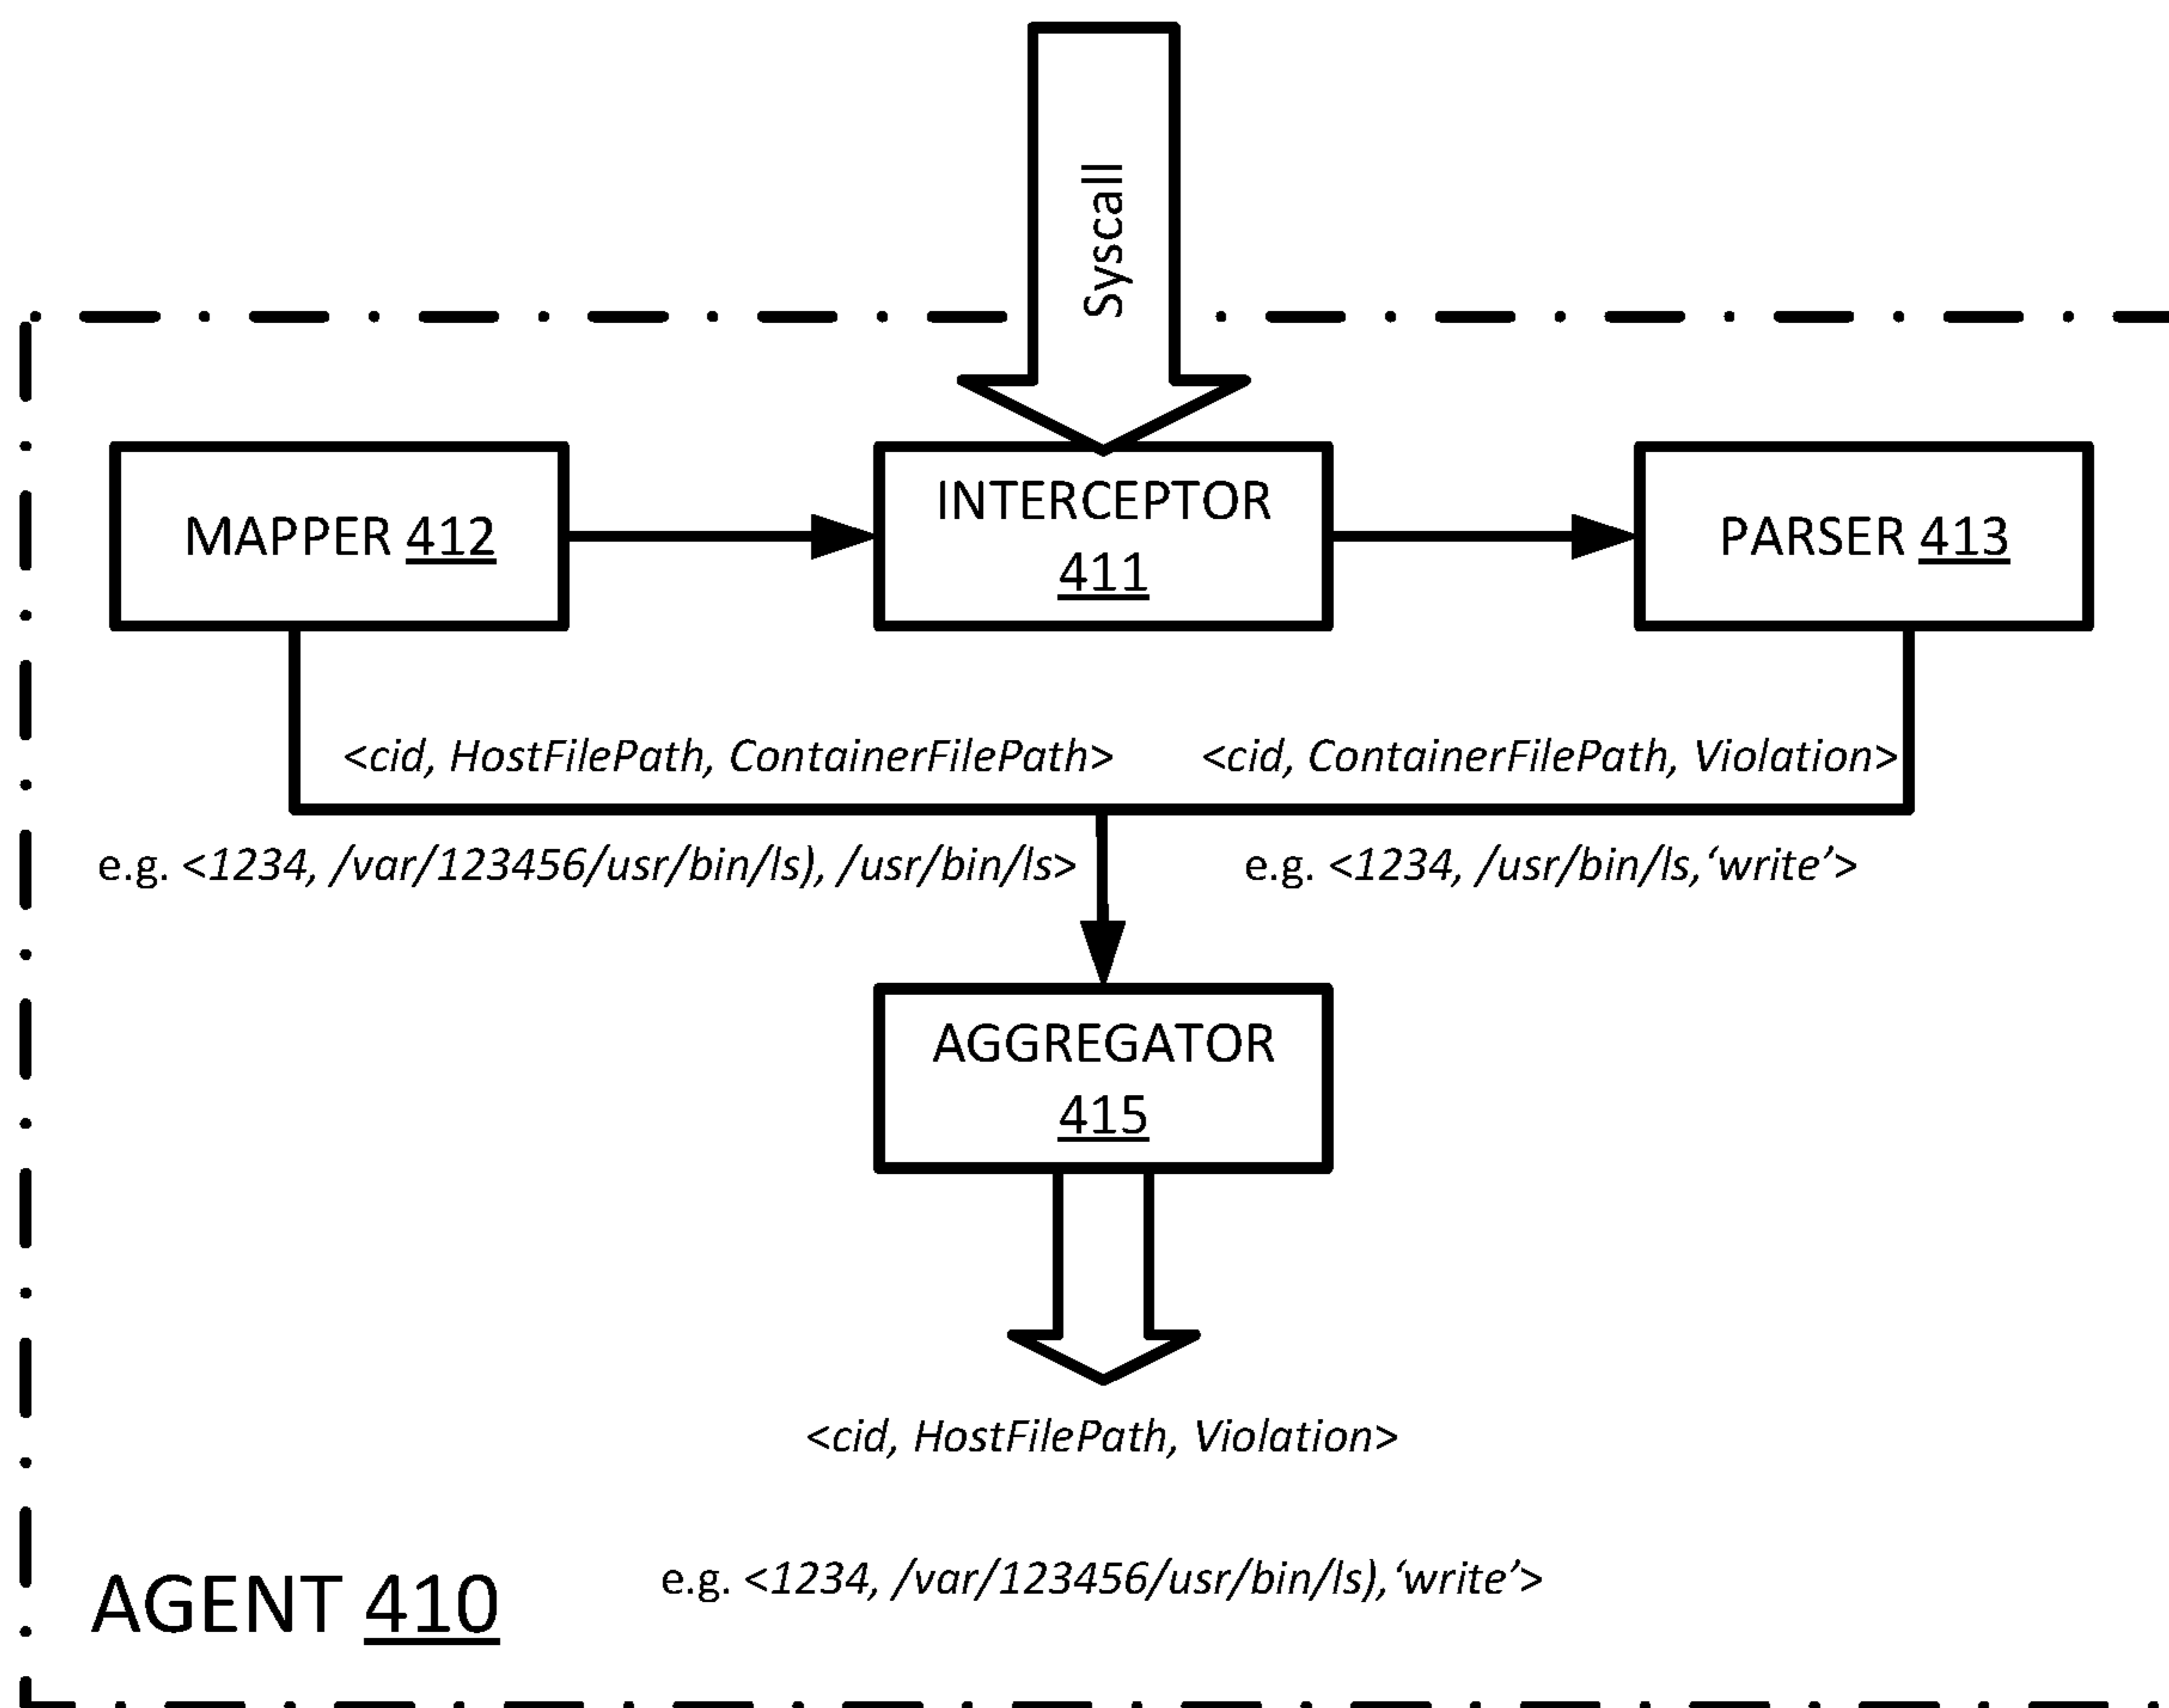 Syscall
MAPPER 412
INTERCEPTOR
411
PARSER 413
<cid, HostFilePath, ContainerFilePath>
<cid, ContainerFilePath, Violation>
e.g. <1234, /var/123456/usr/bin/ls), /usr/bin/ls>
e.g. <1234, /usr/bin/ls, ‘write’>
AGGREGATOR
415
<cid, HostFilePath, Violation>
e.g. <1234, /var/123456/usr/bin/ls), ‘write’>
AGENT 410